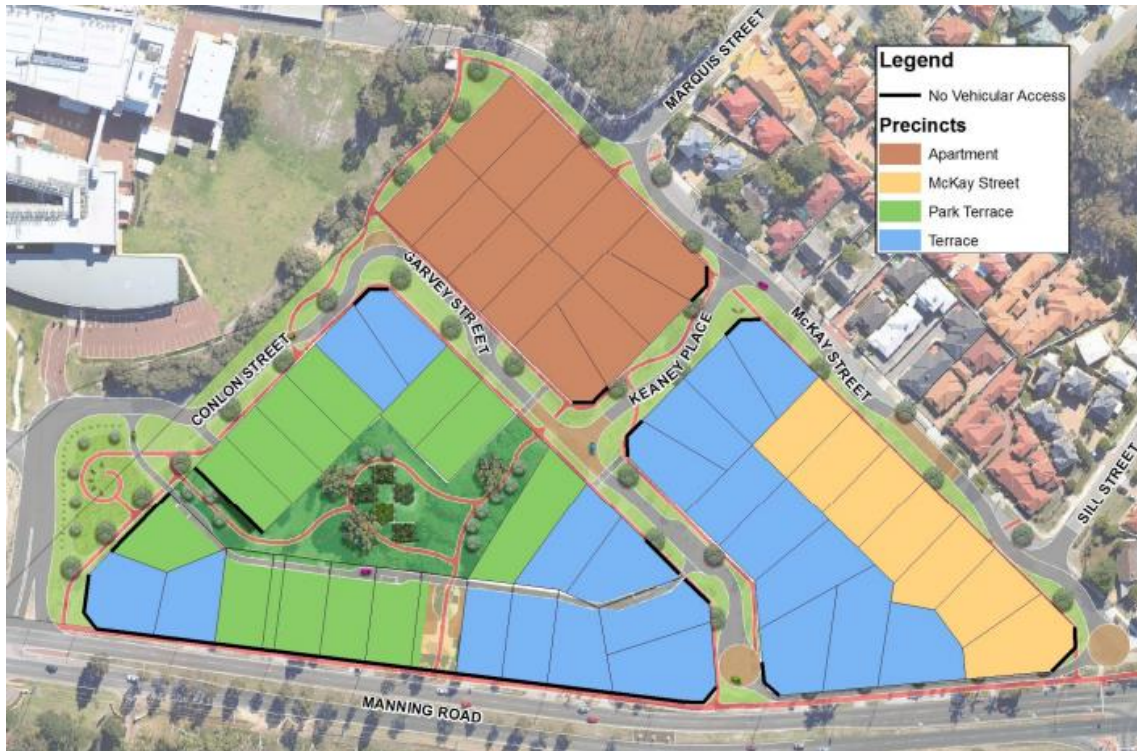 MARQUIS STREET
Legend
No Vehicular Access
Precincts
Apartment
McKay Street
Park Terrace
Terrace
GARVEY STREET
KEANEY PLACE
McKAY STREET
CONLON STREET
SILL STREET
MANNING ROAD